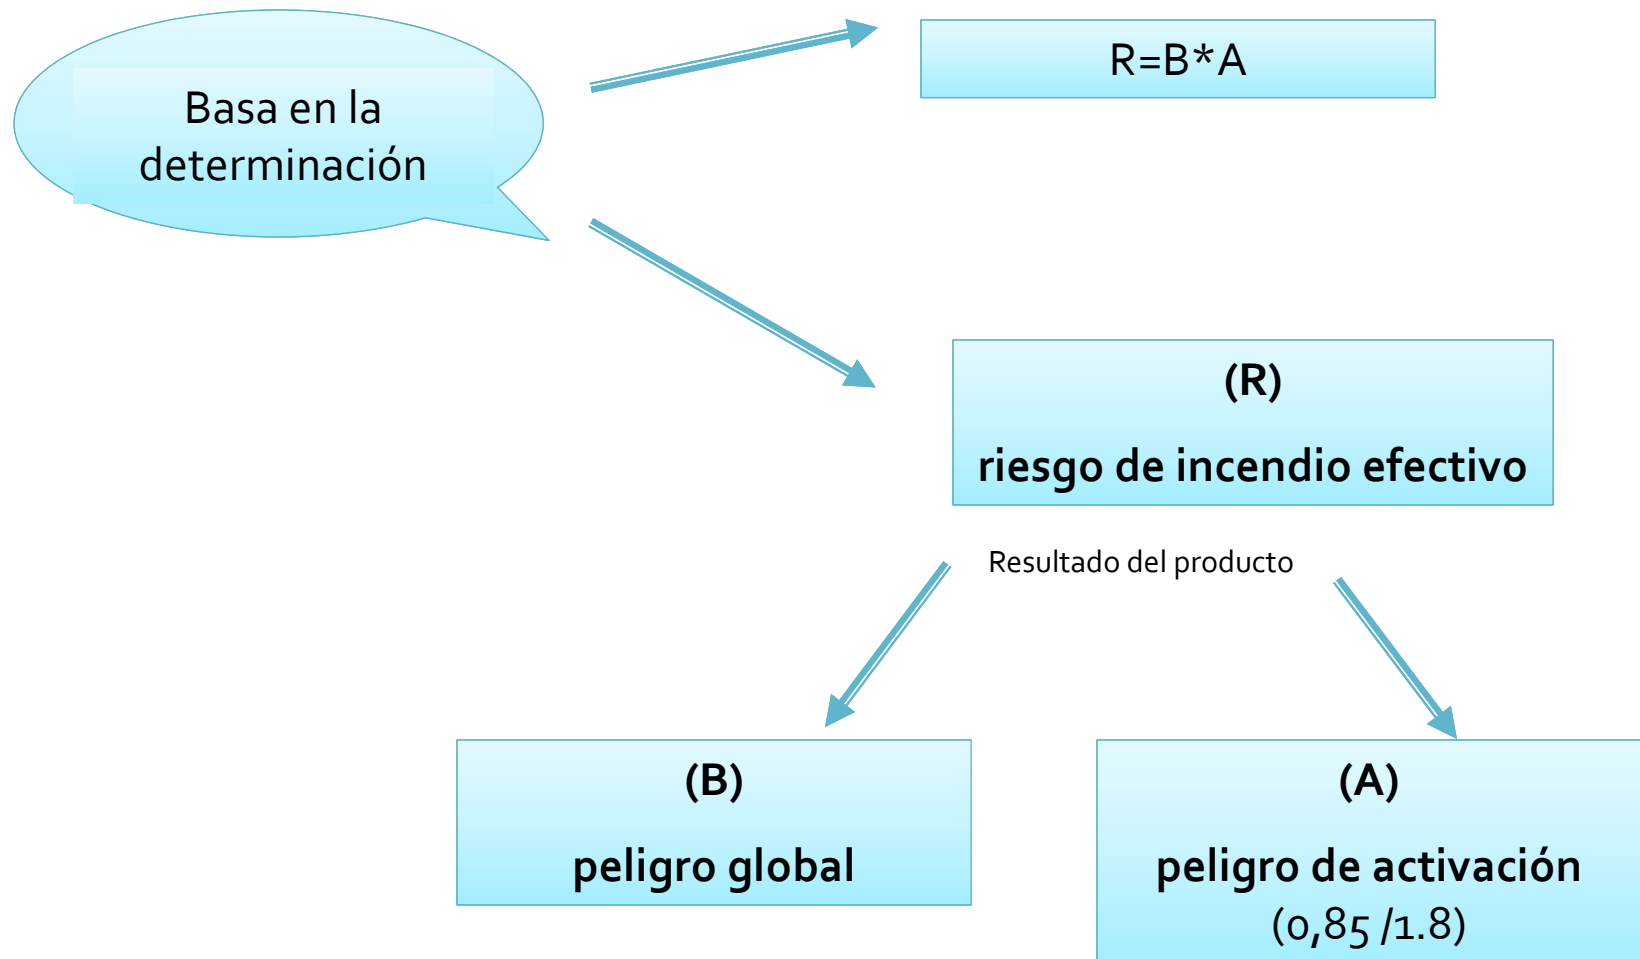 Basa en la
determinación
R=B*A
(R)
riesgo de incendio efectivo
Resultado del producto
(B)
peligro global
(A)
peligro de activación
(0,85 /1.8)